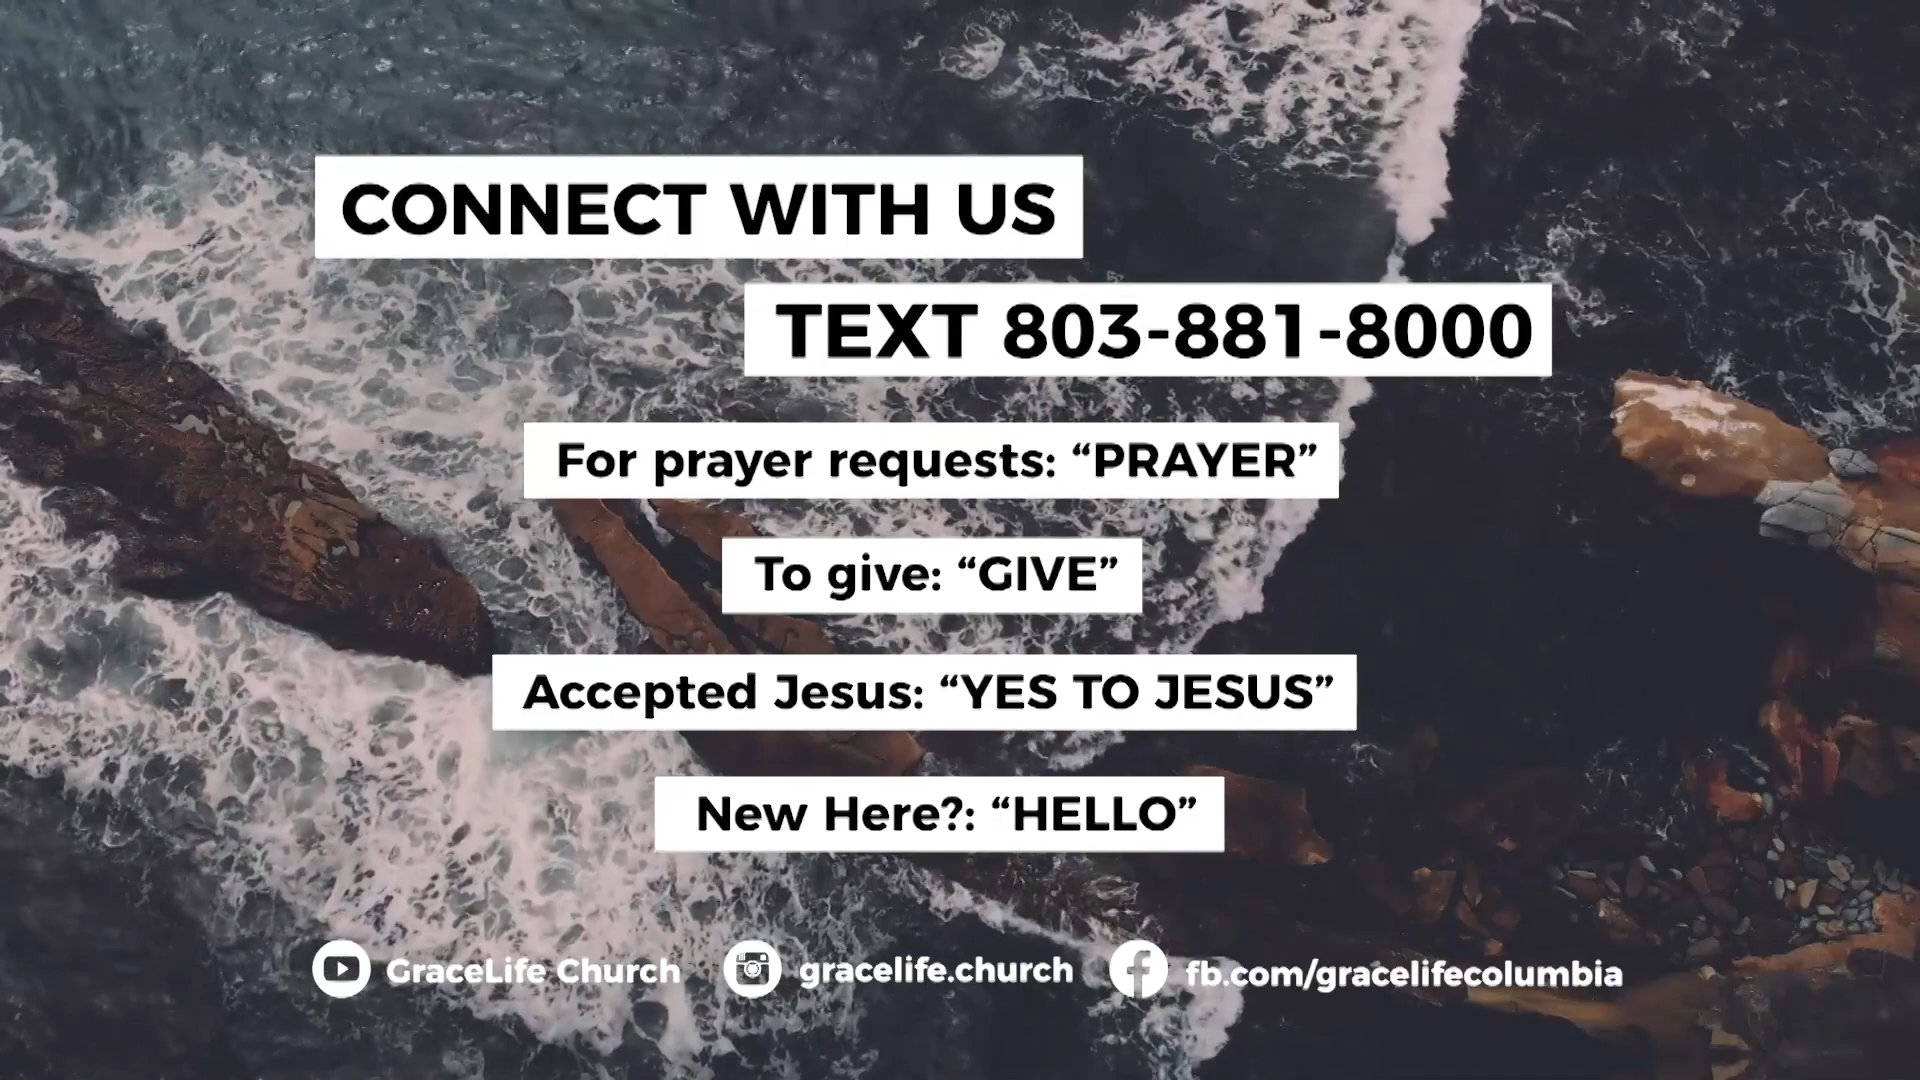 CONNECT WITH US
TEXT 803-881-8000
For prayer requests: “PRAYER”
To give: “GIVE”
Accepted Jesus: “YES TO JESUS”
New Here?: “HELLO”
GraceLife Church gracelife.church fb.com/gracelifecolumbia